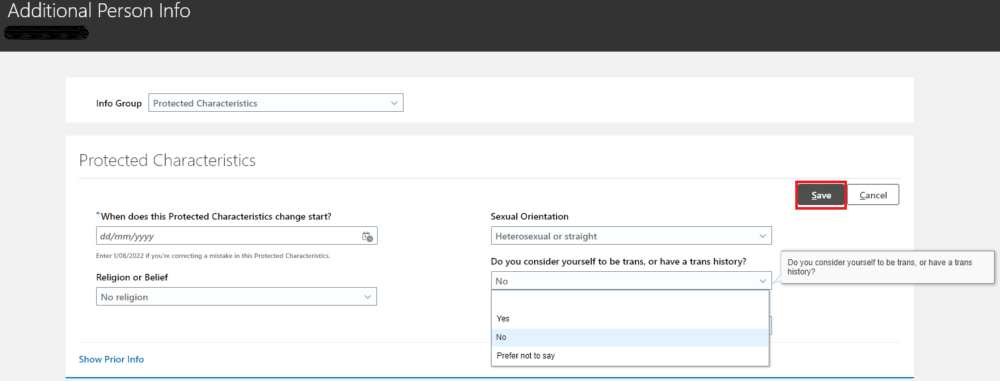 Additional Person Info
Info Group
Protected Characteristics
Protected Characteristics
Save
Cancel
*When does this Protected Characteristics change start?
dd/mm/yyyy
Enter 1/08/2022 if you're correcting a mistake in this Protected Characteristics.
Religion or Belief
No religion
Sexual Orientation
Heterosexual or straight
Do you consider yourself to be trans, or have a trans history?
No
Yes
No
Prefer not to say
Do you consider yourself to be trans, or have a trans
history?
Show Prior Info